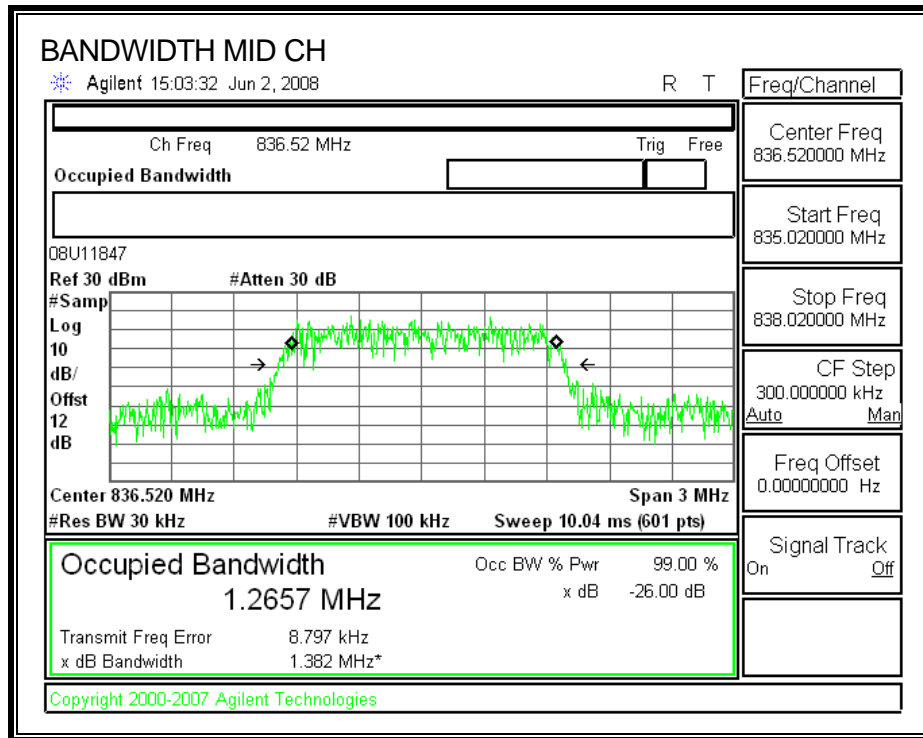 BANDWIDTH MID CH
Agilent 15:03:32 Jun 2, 2008 R T
Ch Freq 836.52 MHz Trig Free
Occupied Bandwidth
08U11847
Ref 30 dBm #Atten 30 dB
#Samp
Log
10
dB/
Offst
12
dB
Center 836.520 MHz Span 3 MHz
#Res BW 30 kHz #VBW 100 kHz Sweep 10.04 ms (601 pts)
Occupied Bandwidth Occ BW % Pwr 99.00 %
1.2657 MHz x dB -26.00 dB
Transmit Freq Error 8.797 kHz
x dB Bandwidth 1.382 MHz*
Copyright 2000-2007 Agilent Technologies
Freq/Channel
Center Freq
836.520000 MHz
Start Freq
835.020000 MHz
Stop Freq
838.020000 MHz
CF Step
300.000000 kHz
Auto Man
Freq Offset
0.00000000 Hz
Signal Track
On Off